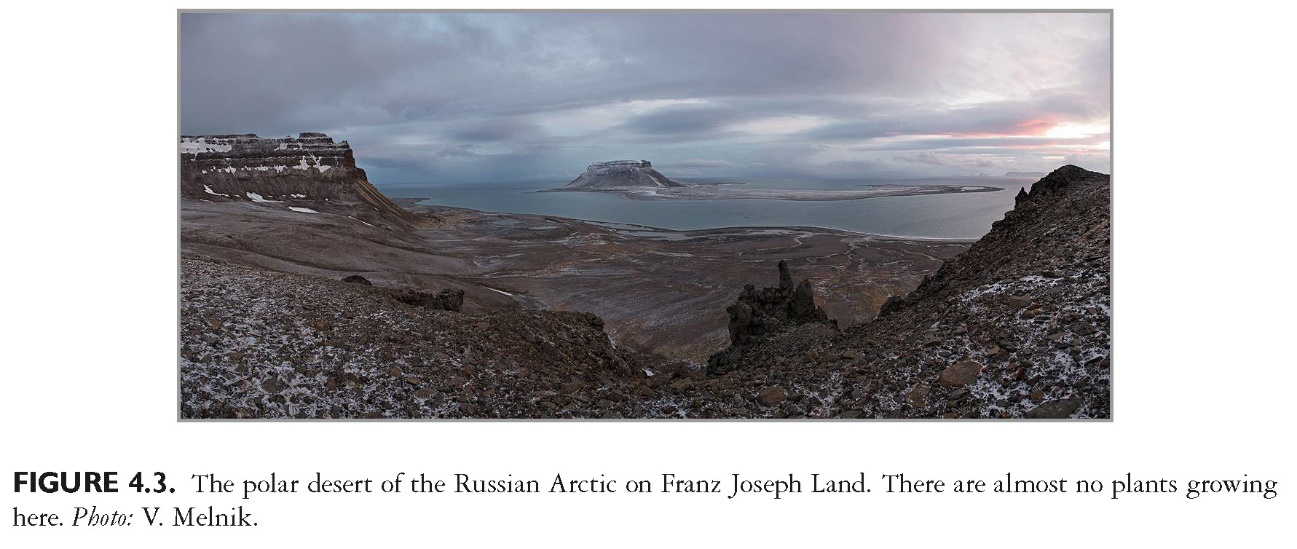 FIGURE 4.3. The polar desert of the Russian Arctic on Franz Joseph Land. There are almost no plants growing
here. Photo: V. Melnik.